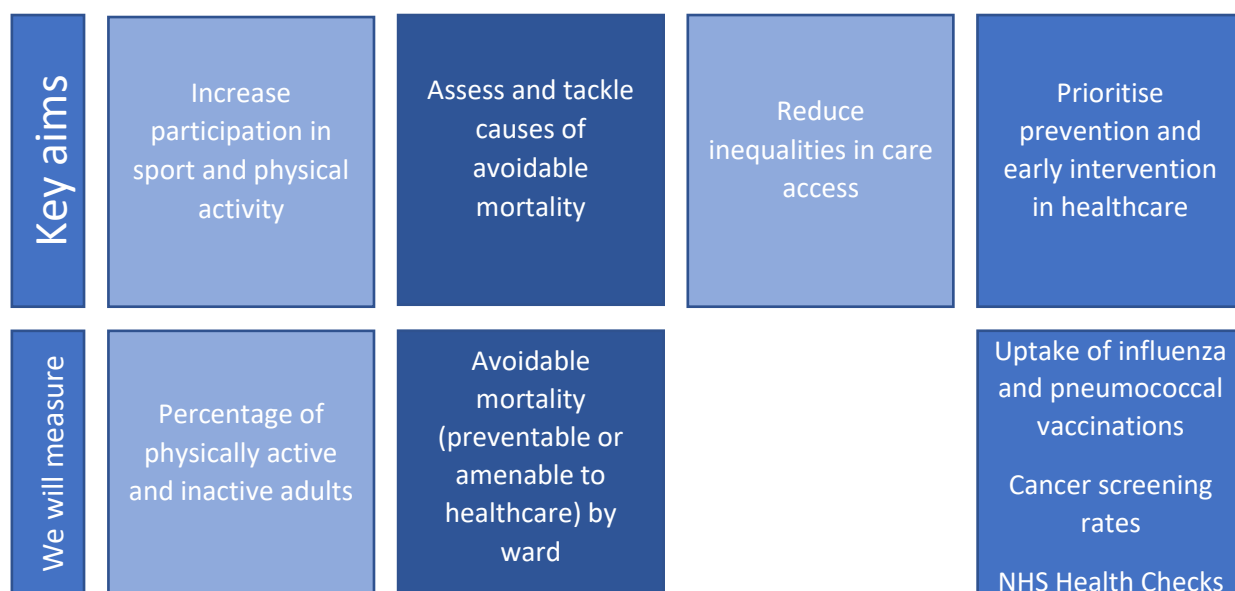 Key aims
Increase
participation in
sport and physical
activity
Assess and tackle
causes of
avoidable
mortality
Reduce
inequalities in care
access
Prioritise
prevention and
early intervention
in healthcare
We will measure
Percentage of
physically active
and inactive adults
Avoidable
mortality
(preventable or
amenable to
healthcare) by
ward
Uptake of influenza
and pneumococcal
vaccinations
Cancer screening
rates
NHS Health Checks